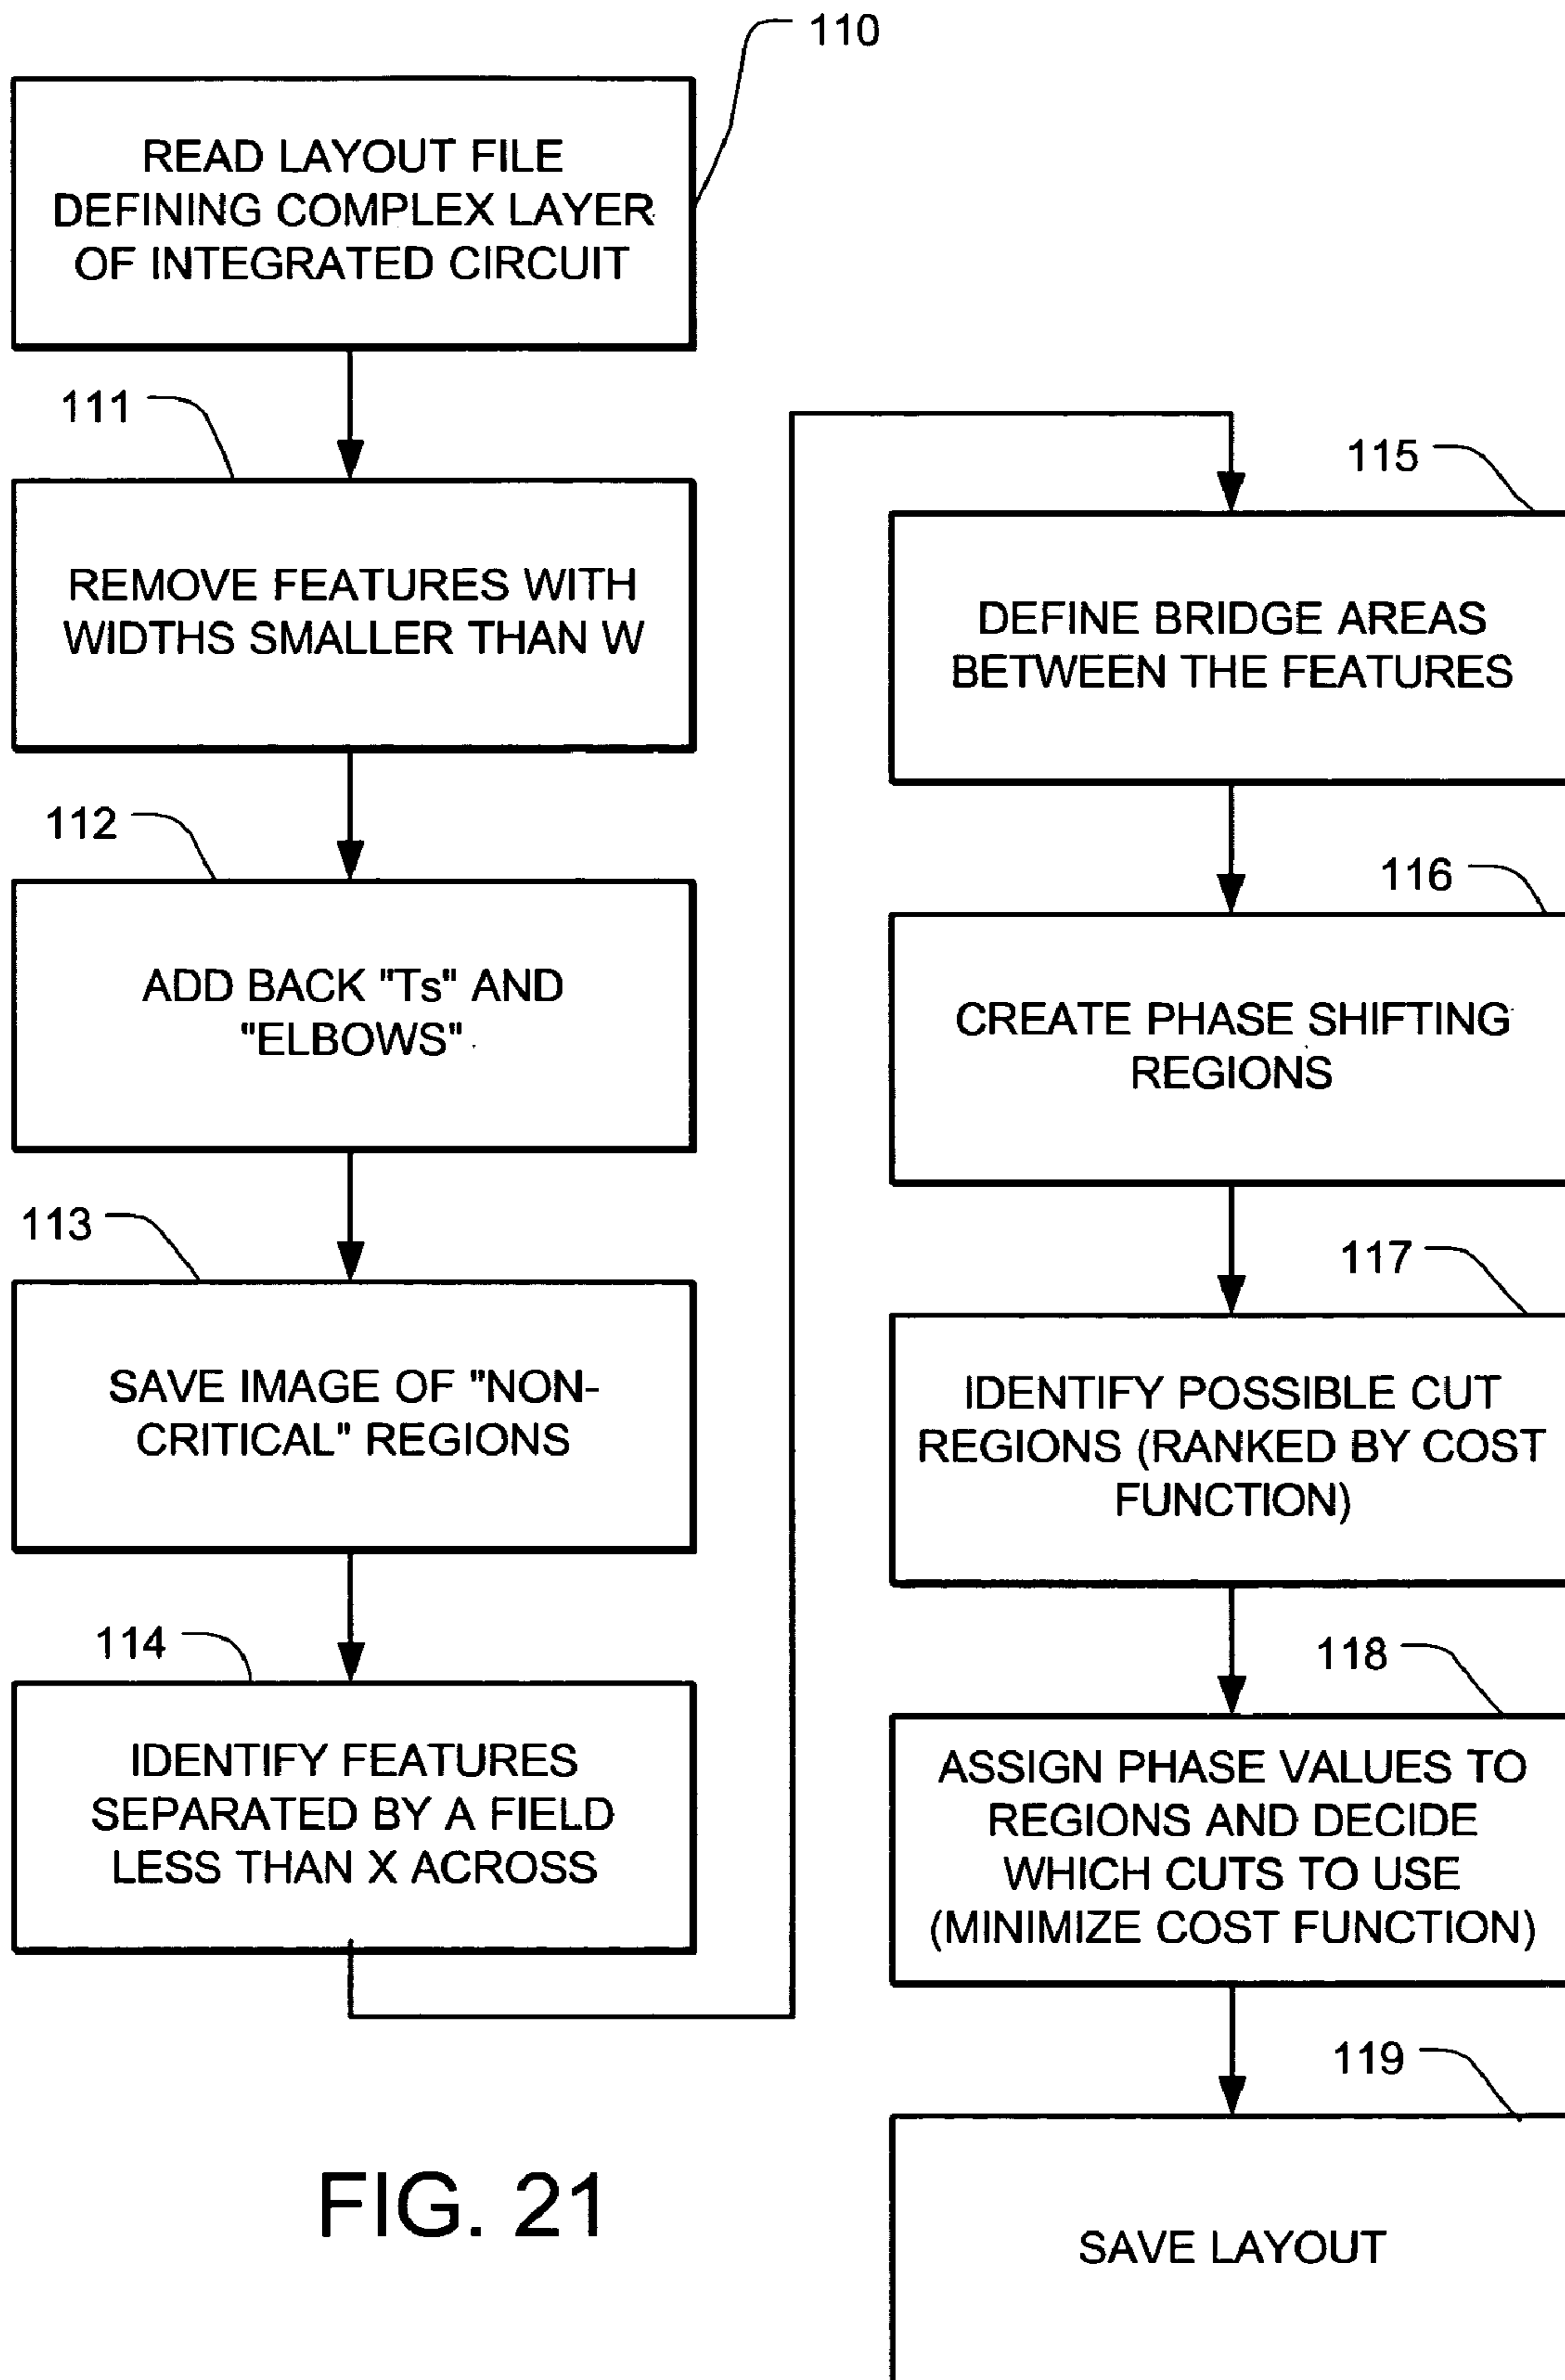 110
READ LAYOUT FILE
DEFINING COMPLEX LAYER
OF INTEGRATED CIRCUIT
111
REMOVE FEATURES WITH
WIDTHS SMALLER THAN W
112
ADD BACK "Ts" AND
"ELBOWS"
113
SAVE IMAGE OF "NON-
CRITICAL" REGIONS
114
IDENTIFY FEATURES
SEPARATED BY A FIELD
LESS THAN X ACROSS
115
DEFINE BRIDGE AREAS
BETWEEN THE FEATURES
116
CREATE PHASE SHIFTING
REGIONS
117
IDENTIFY POSSIBLE CUT
REGIONS (RANKED BY COST
FUNCTION)
118
ASSIGN PHASE VALUES TO
REGIONS AND DECIDE
WHICH CUTS TO USE
(MINIMIZE COST FUNCTION)
119
SAVE LAYOUT
FIG. 21